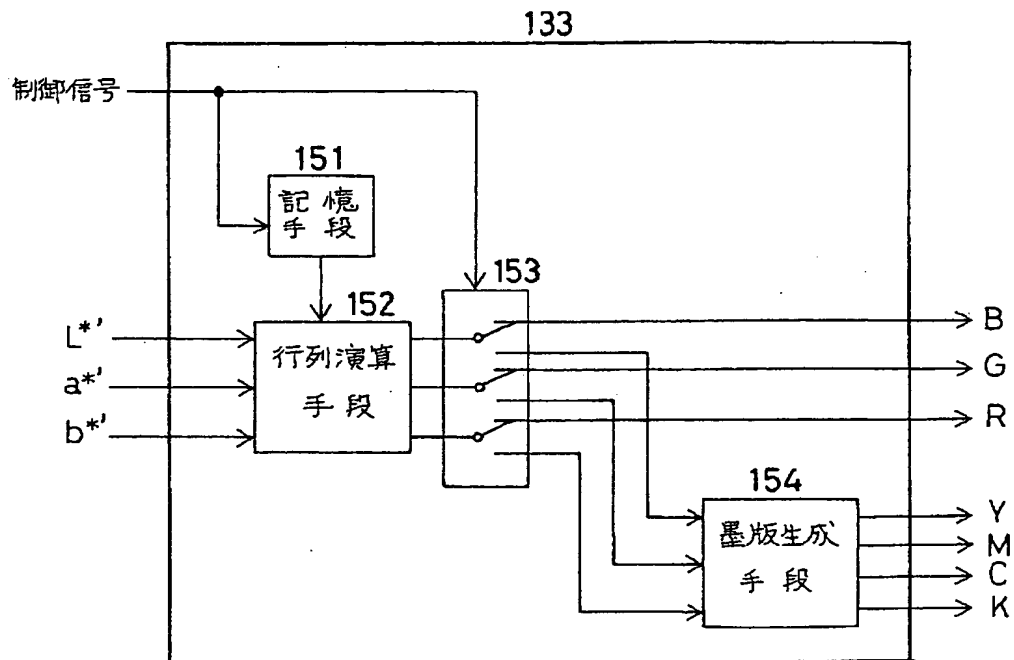 133
制御信号
151
記憶
手段
153
152
L*'
a*'
b*'
行列演算
手段
B
G
R
154
墨版生成
手段
Y
M
C
K